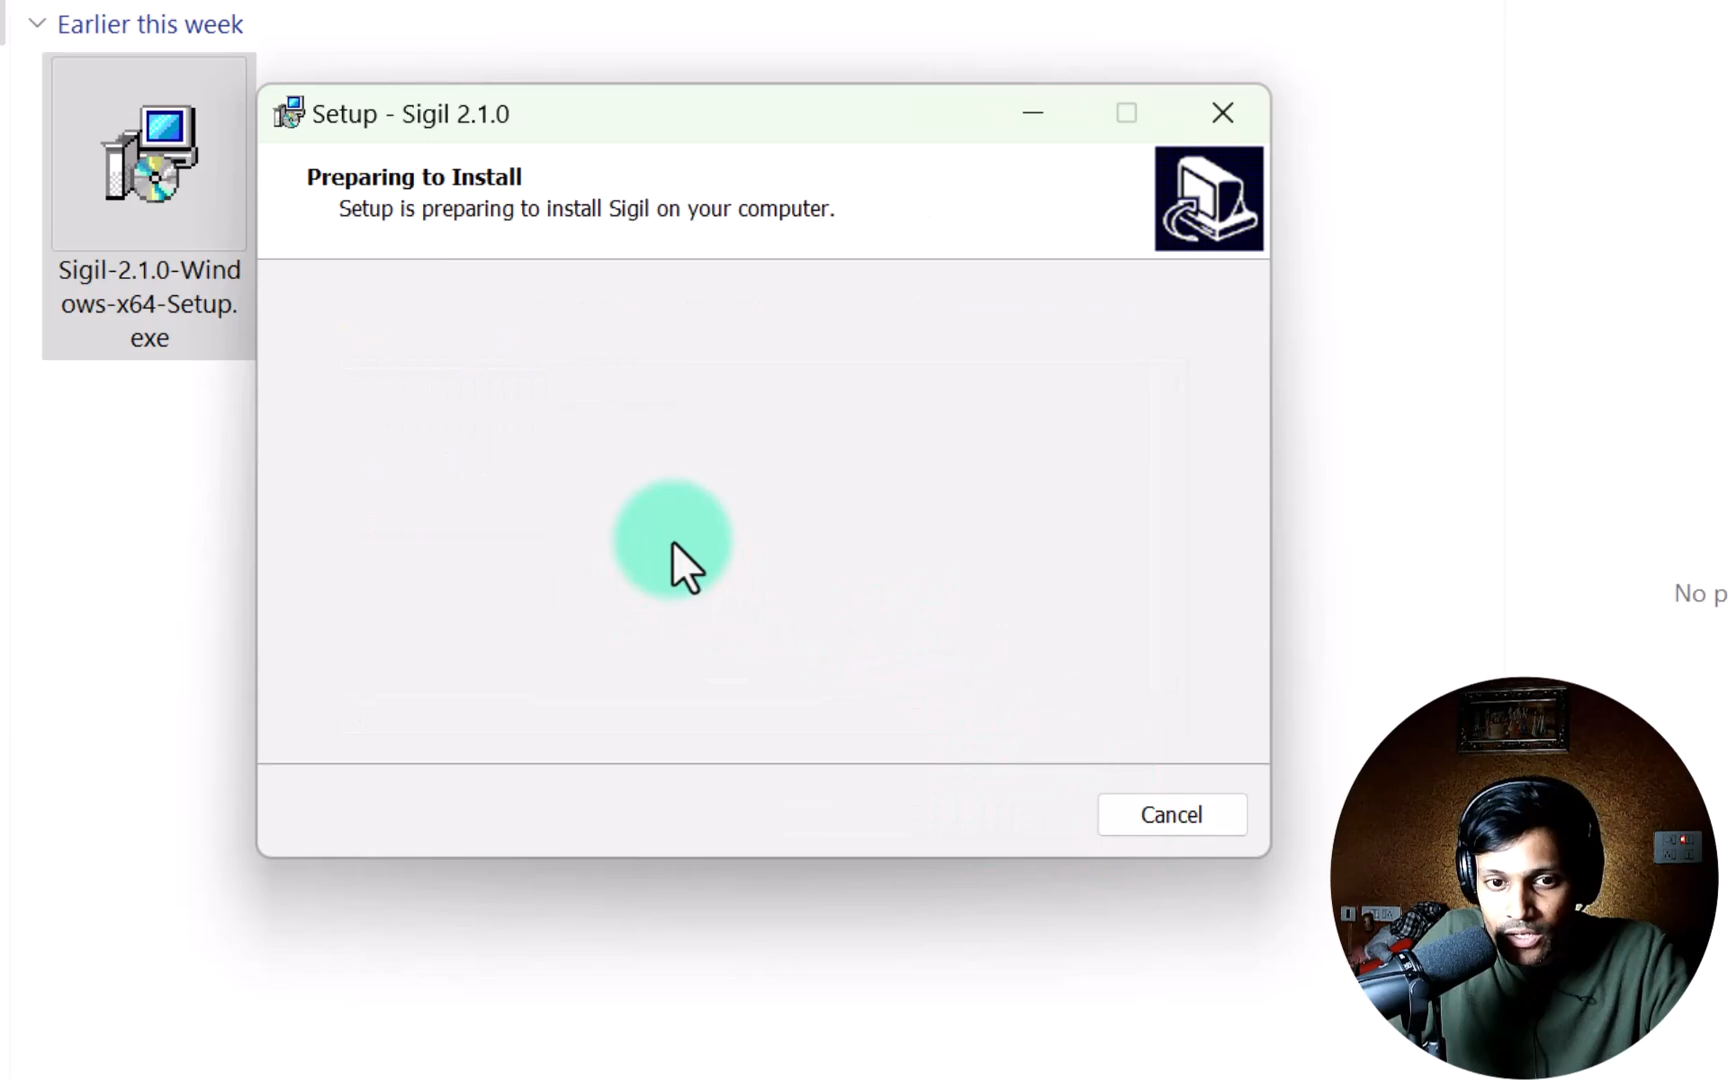 Earlier this week
Setup - Sigil 2.1.0
Preparing to Install
Setup is preparing to install Sigil on your computer.
Sigil-2.1.0-Wind
ows-x64-Setup.
exe
No p
Cancel